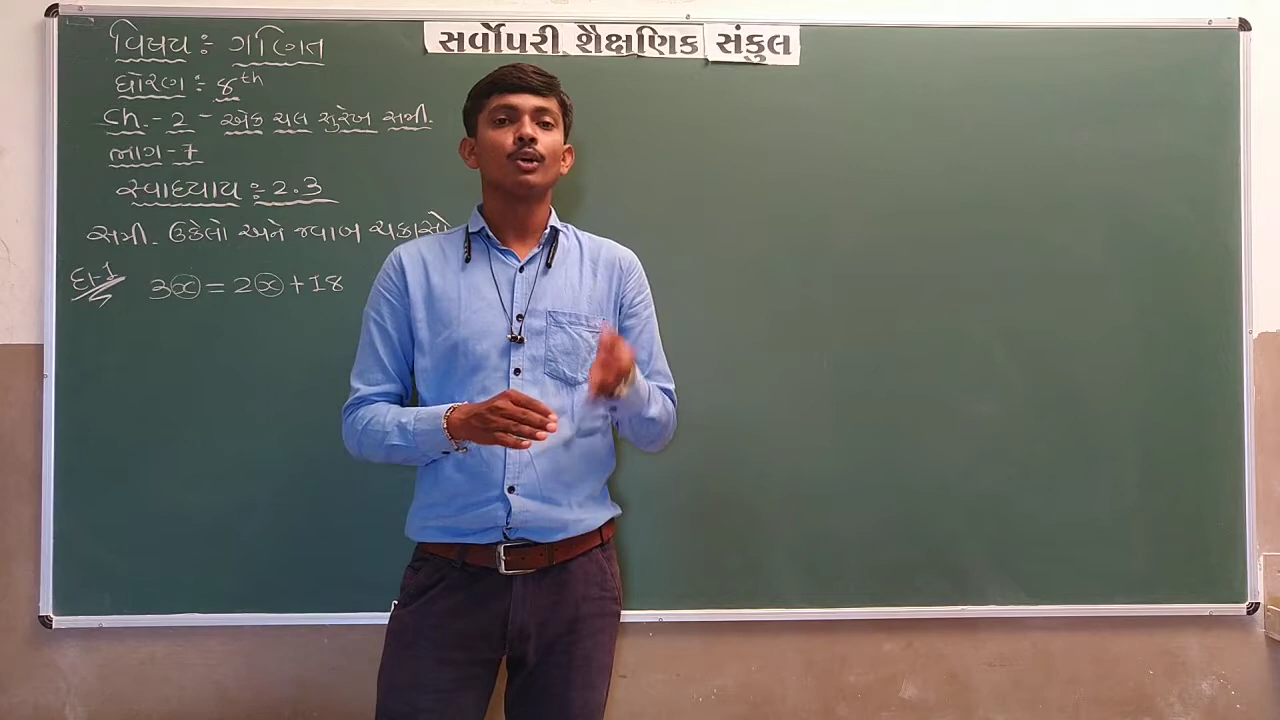 સર્વોપરી શૈક્ષણિક સંકુલ
વિષય :- ગણિત
ધોરણ :- 8th
Ch.-2 - એક ચલ સુરેખ સમી.
ભાગ-7
સ્વાધ્યાય :- 2.3
સમી. ઉકેલો અને જવાબ ચકાસો
દા-1 3x = 2x + 18